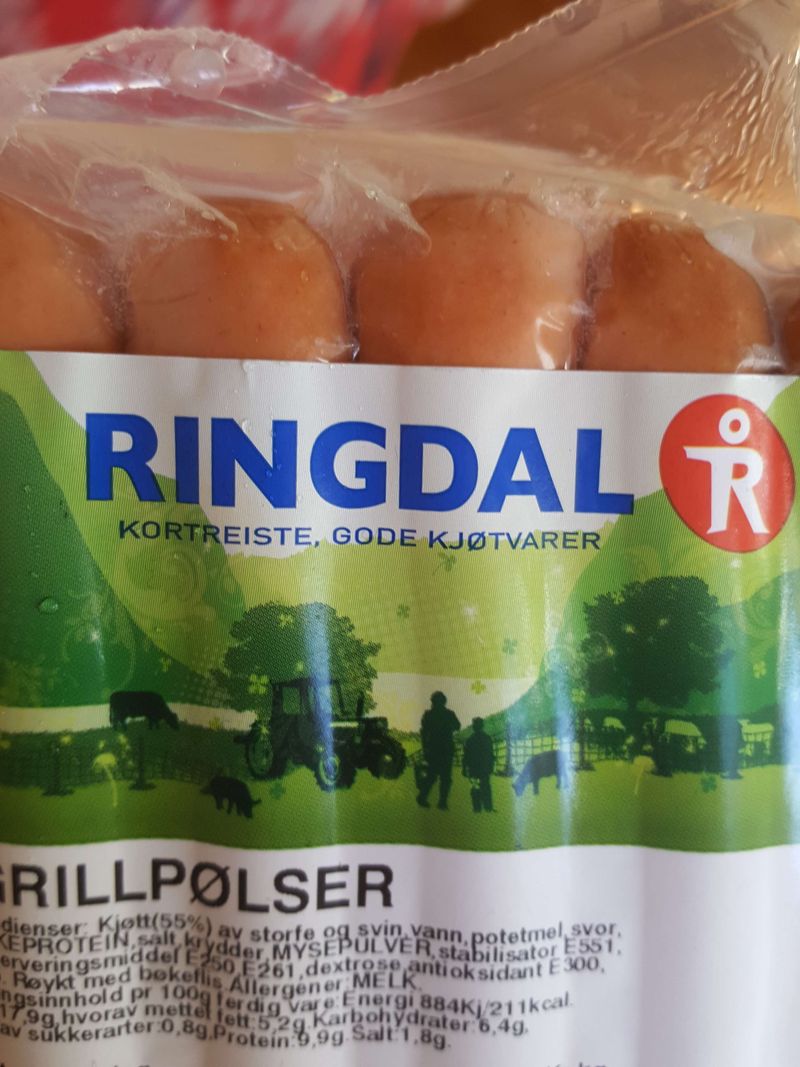 RINGDAL
KORTREISTE, GODE KJØTVARER
GRILLPØLSER
dienser: Kjøtt(55%) av storfe og svin, vann, potetmel, svor,
KEPROTEIN, salt, krydder, MYSEPULVER, stabilisator E551,
erveringsmiddel E250, E261, dextrose, antioksidant E300,
. Røykt med bøkeflis Allergener: MELK
ngsinnhold pr 100g ferdig vare: Energi 884Kj/211kcal.
17,9g, hvorav mettet fett: 5,2g. Karbohydrater: 6,4g,
av sukkerarter: 0,8g, Protein: 9,9g. Salt: 1,8g.